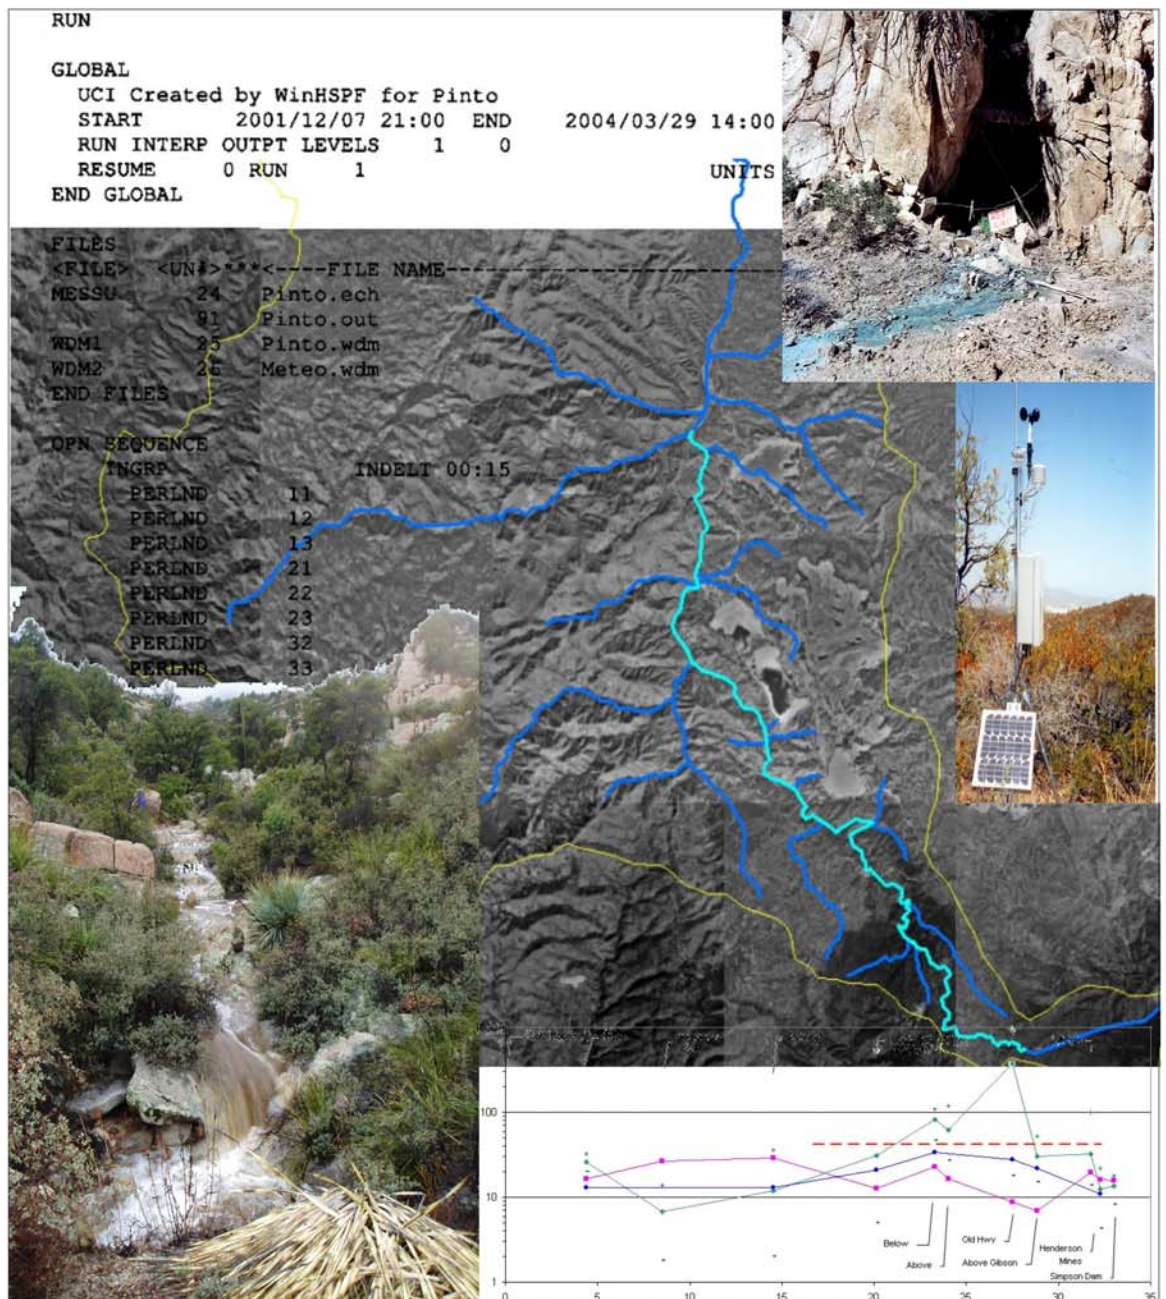 RUN
GLOBAL
UCI Created by WinHSPF for Pinto
START 2001/12/07 21:00 END 2004/03/29 14:00
RUN INTERP OUTPT LEVELS 1 0
RESUME 0 RUN 1 UNITS
END GLOBAL
FILES
<FILE> <UN#>***<----FILE NAME------------------------------
MESSU 24 Pinto.ech
91 Pinto.out
WDM1 25 Pinto.wdm
WDM2 26 Meteo.wdm
END FILES
OPN SEQUENCE
INGRP INDELT 00:15
PERLND 11
PERLND 12
PERLND 13
PERLND 21
PERLND 22
PERLND 23
PERLND 32
PERLND 33
100
10
1
Below
Above
Old Hwy
Above Gibson
Henderson
Mines
Simpson Dam
0 5 10 15 20 25 30 35